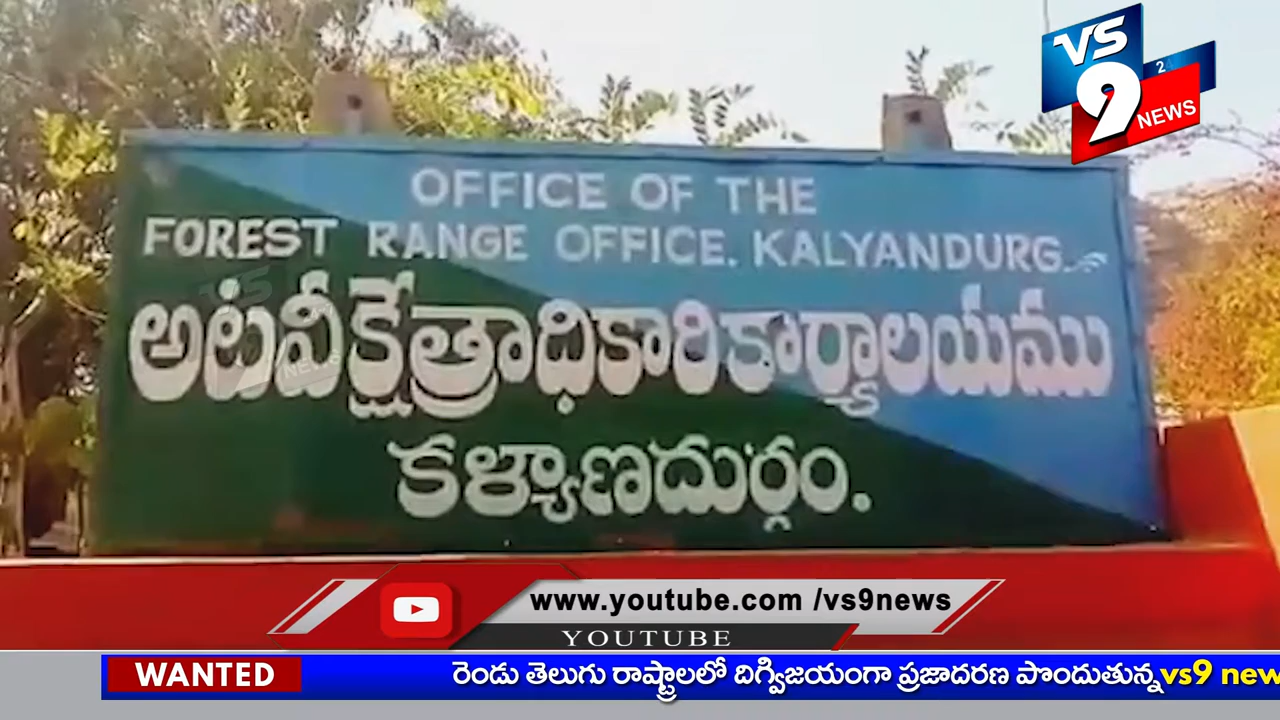 VS
9
24
NEWS
OFFICE OF THE
FOREST RANGE OFFICE. KALYANDURG
అటవీక్షేత్రాధికారి కార్యాలయము
కళ్యాణదుర్గం.
www.youtube.com /vs9news
YOUTUBE
WANTED రెండు తెలుగు రాష్ట్రాలలో దిగ్విజయంగా ప్రజాదరణ పొందుతున్న vs9 new